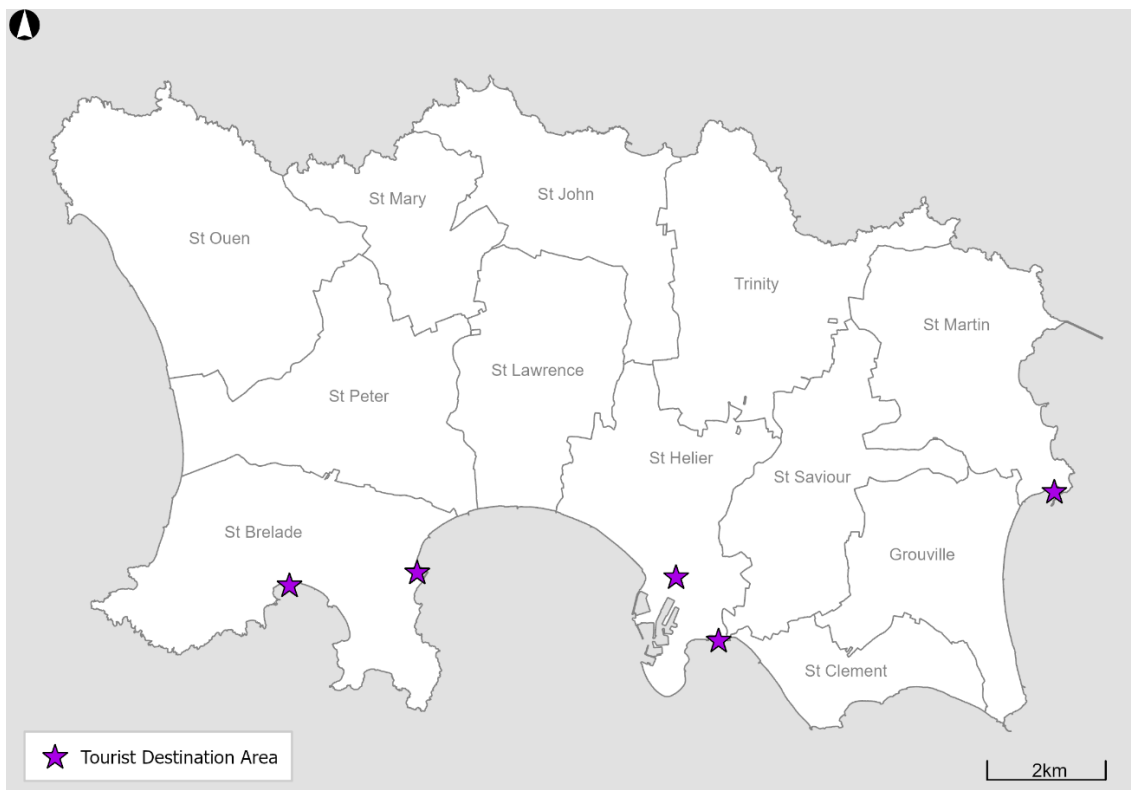 St Mary
St John
St Ouen
Trinity
St Martin
St Lawrence
St Peter
St Helier
St Saviour
St Brelade
Grouville
St Clement
Tourist Destination Area
2km